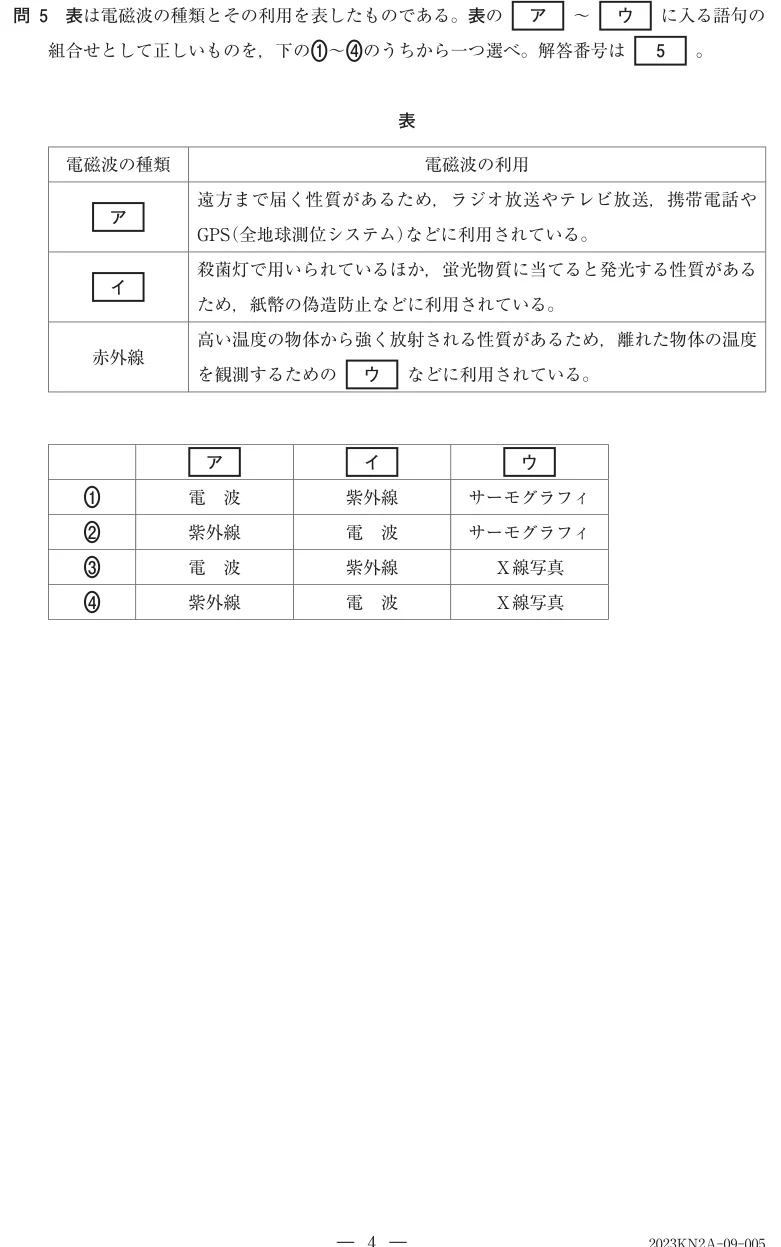 問 5 表は電磁波の種類とその利用を表したものである。表の ア ～ ウ に入る語句の
組合せとして正しいものを，下の①～④のうちから一つ選べ。解答番号は 5 。
表
電磁波の種類 電磁波の利用
ア
遠方まで届く性質があるため，ラジオ放送やテレビ放送，携帯電話や
GPS(全地球測位システム)などに利用されている。
イ
殺菌灯で用いられているほか，蛍光物質に当てると発光する性質がある
ため，紙幣の偽造防止などに利用されている。
赤外線
高い温度の物体から強く放射される性質があるため，離れた物体の温度
を観測するための ウ などに利用されている。
ア イ ウ
① 電 波 紫外線 サーモグラフィ
② 紫外線 電 波 サーモグラフィ
③ 電 波 紫外線 X線写真
④ 紫外線 電 波 X線写真
― 4 ―
2023KN2A-09-005